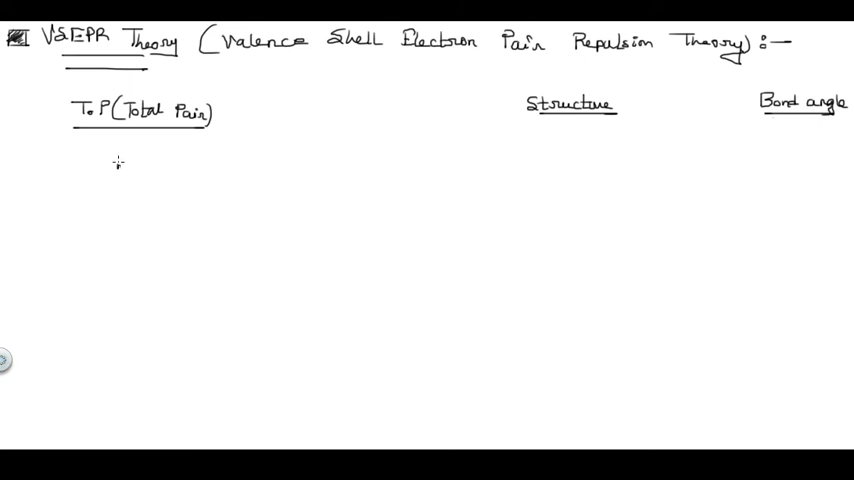 VSEPR Theory (Valence Shell Electron Pair Repulsion Theory) :—
T.P (Total Pair) Structure Bond angle